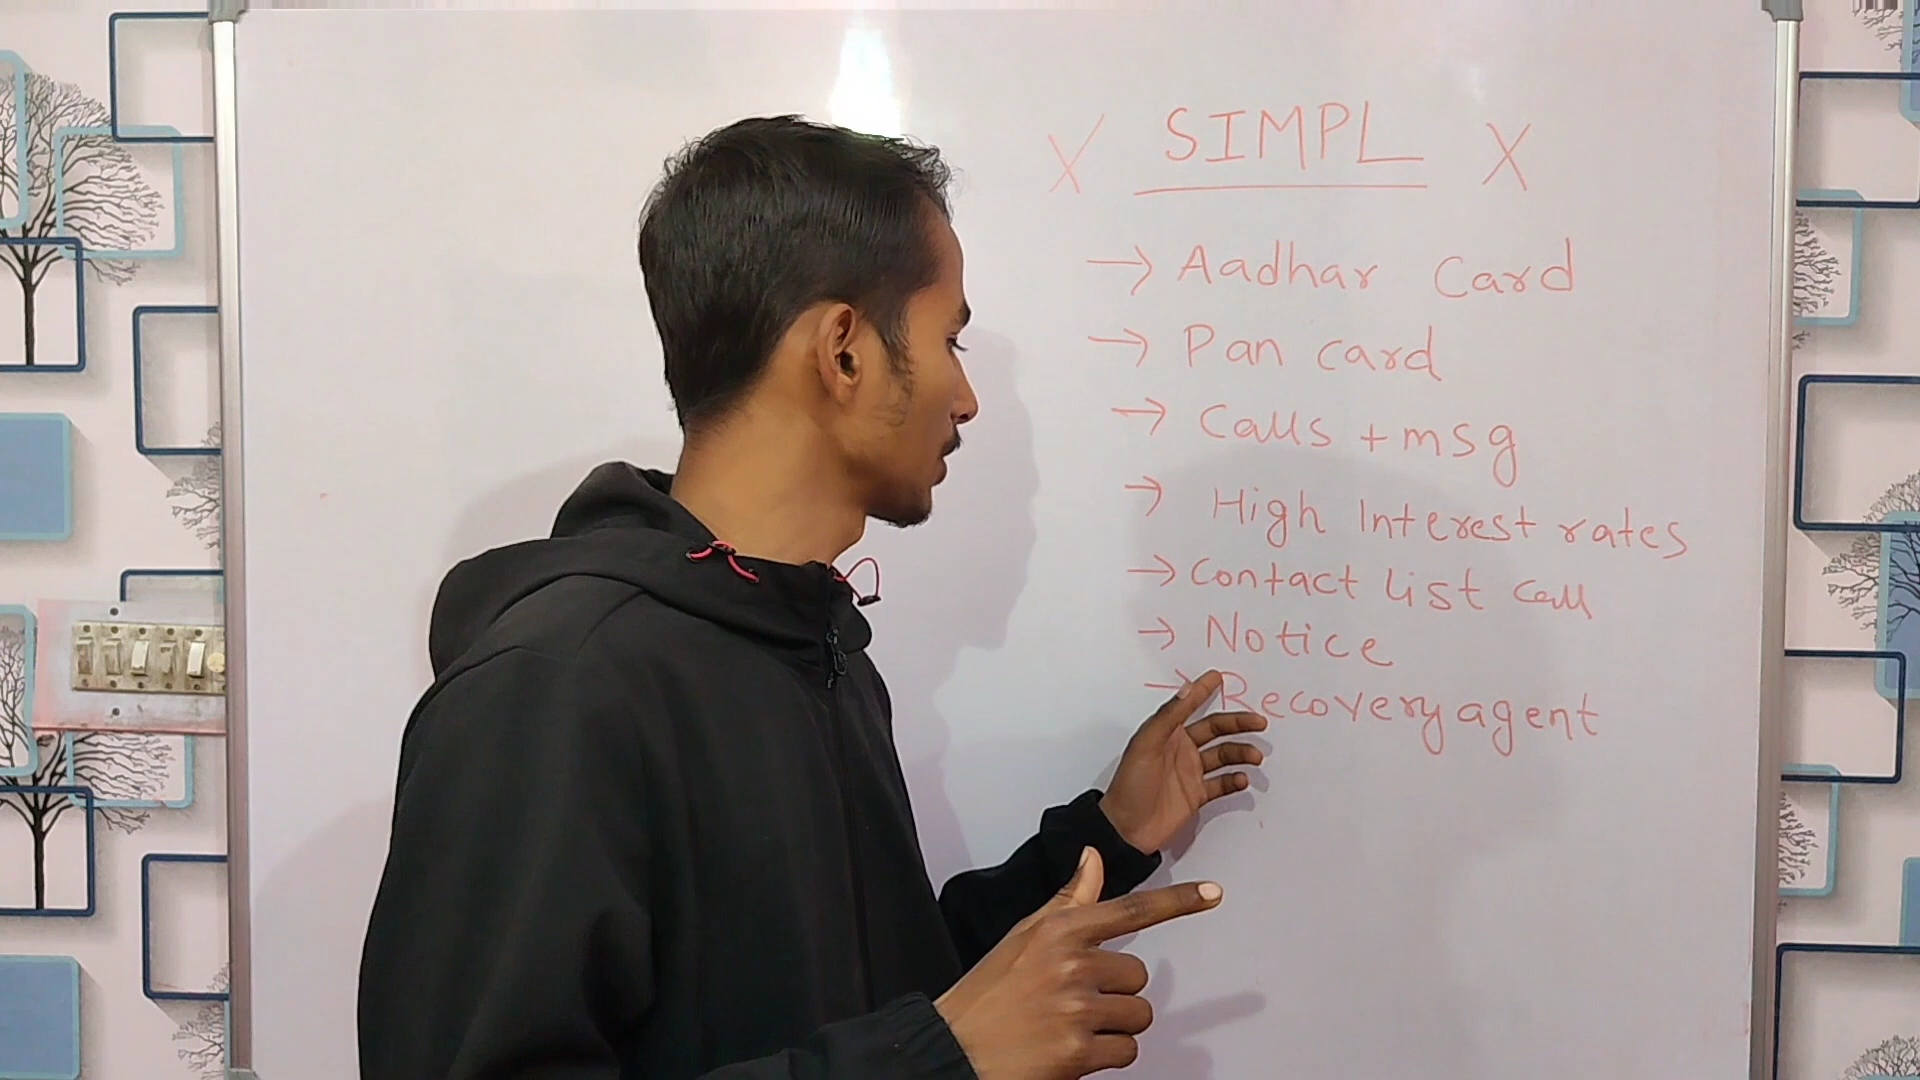 X SIMPL X
→ Aadhar Card
→ Pan card
→ Calls + msg
→ High Interest rates
→ Contact list call
→ Notice
→ Recovery agent